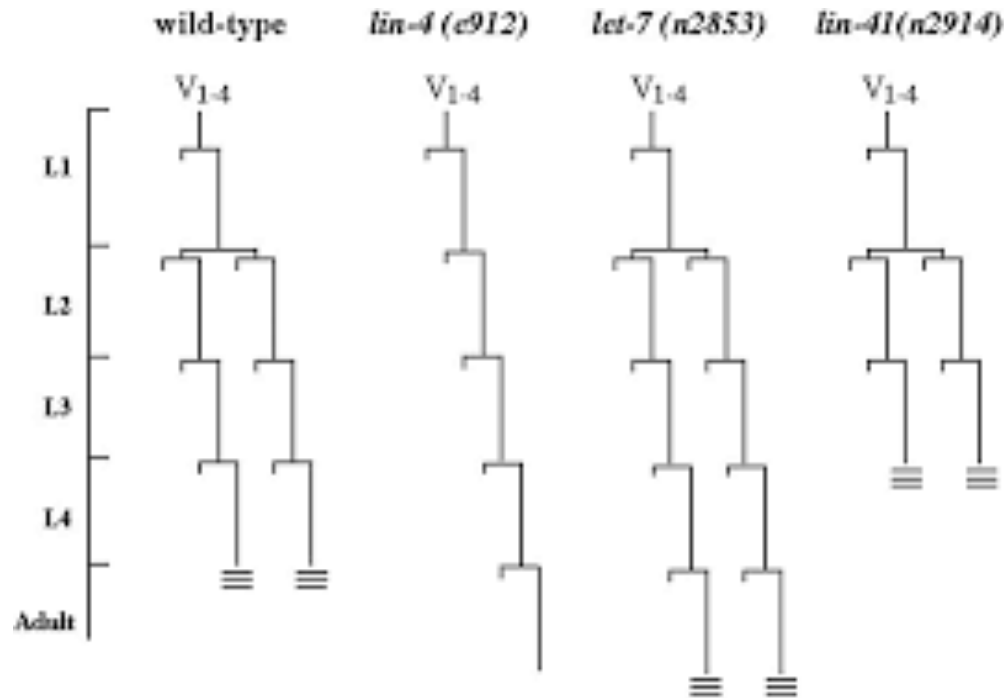 wild-type lin-4 (e912) let-7 (n2853) lin-41(n2914)
V1-4 V1-4 V1-4 V1-4
L1
L2
L3
L4
Adult